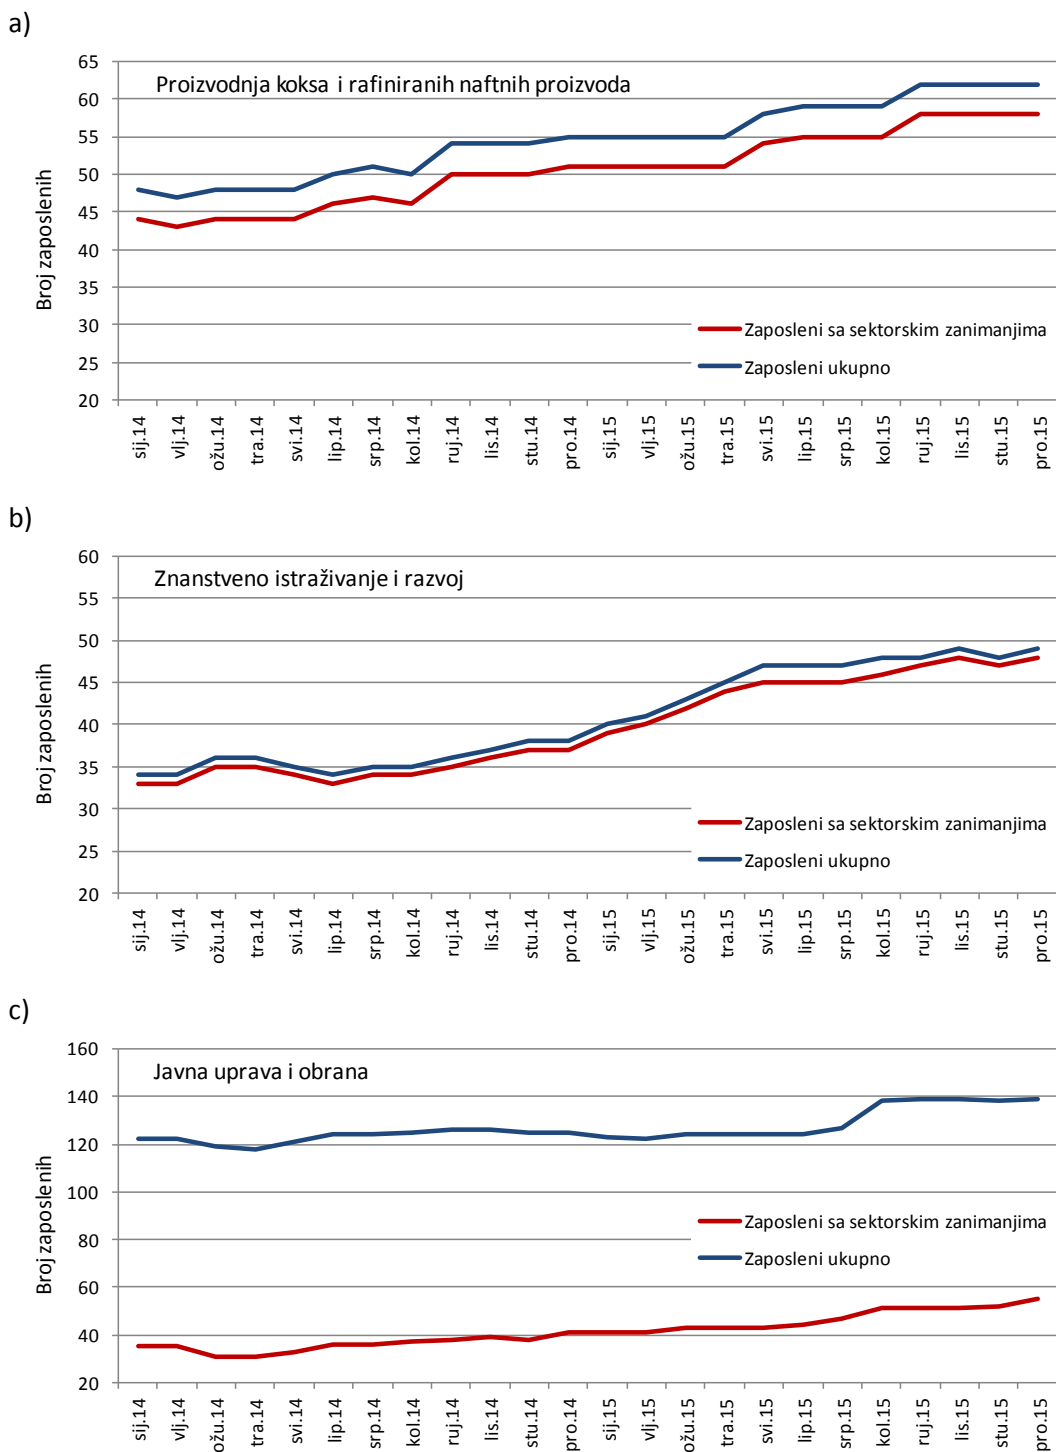 a)
65
60
55
50
45
40
35
30
25
20
Broj zaposlenih
Proizvodnja koksa i rafiniranih naftnih proizvoda
Zaposleni sa sektorskim zanimanjima
Zaposleni ukupno
sij.14
vlj.14
ožu.14
tra.14
svi.14
lip.14
srp.14
kol.14
ruj.14
lis.14
stu.14
pro.14
sij.15
vlj.15
ožu.15
tra.15
svi.15
lip.15
srp.15
kol.15
ruj.15
lis.15
stu.15
pro.15
b)
60
55
50
45
40
35
30
25
20
Broj zaposlenih
Znanstveno istraživanje i razvoj
Zaposleni sa sektorskim zanimanjima
Zaposleni ukupno
sij.14
vlj.14
ožu.14
tra.14
svi.14
lip.14
srp.14
kol.14
ruj.14
lis.14
stu.14
pro.14
sij.15
vlj.15
ožu.15
tra.15
svi.15
lip.15
srp.15
kol.15
ruj.15
lis.15
stu.15
pro.15
c)
160
140
120
100
80
60
40
20
Broj zaposlenih
Javna uprava i obrana
Zaposleni sa sektorskim zanimanjima
Zaposleni ukupno
sij.14
vlj.14
ožu.14
tra.14
svi.14
lip.14
srp.14
kol.14
ruj.14
lis.14
stu.14
pro.14
sij.15
vlj.15
ožu.15
tra.15
svi.15
lip.15
srp.15
kol.15
ruj.15
lis.15
stu.15
pro.15